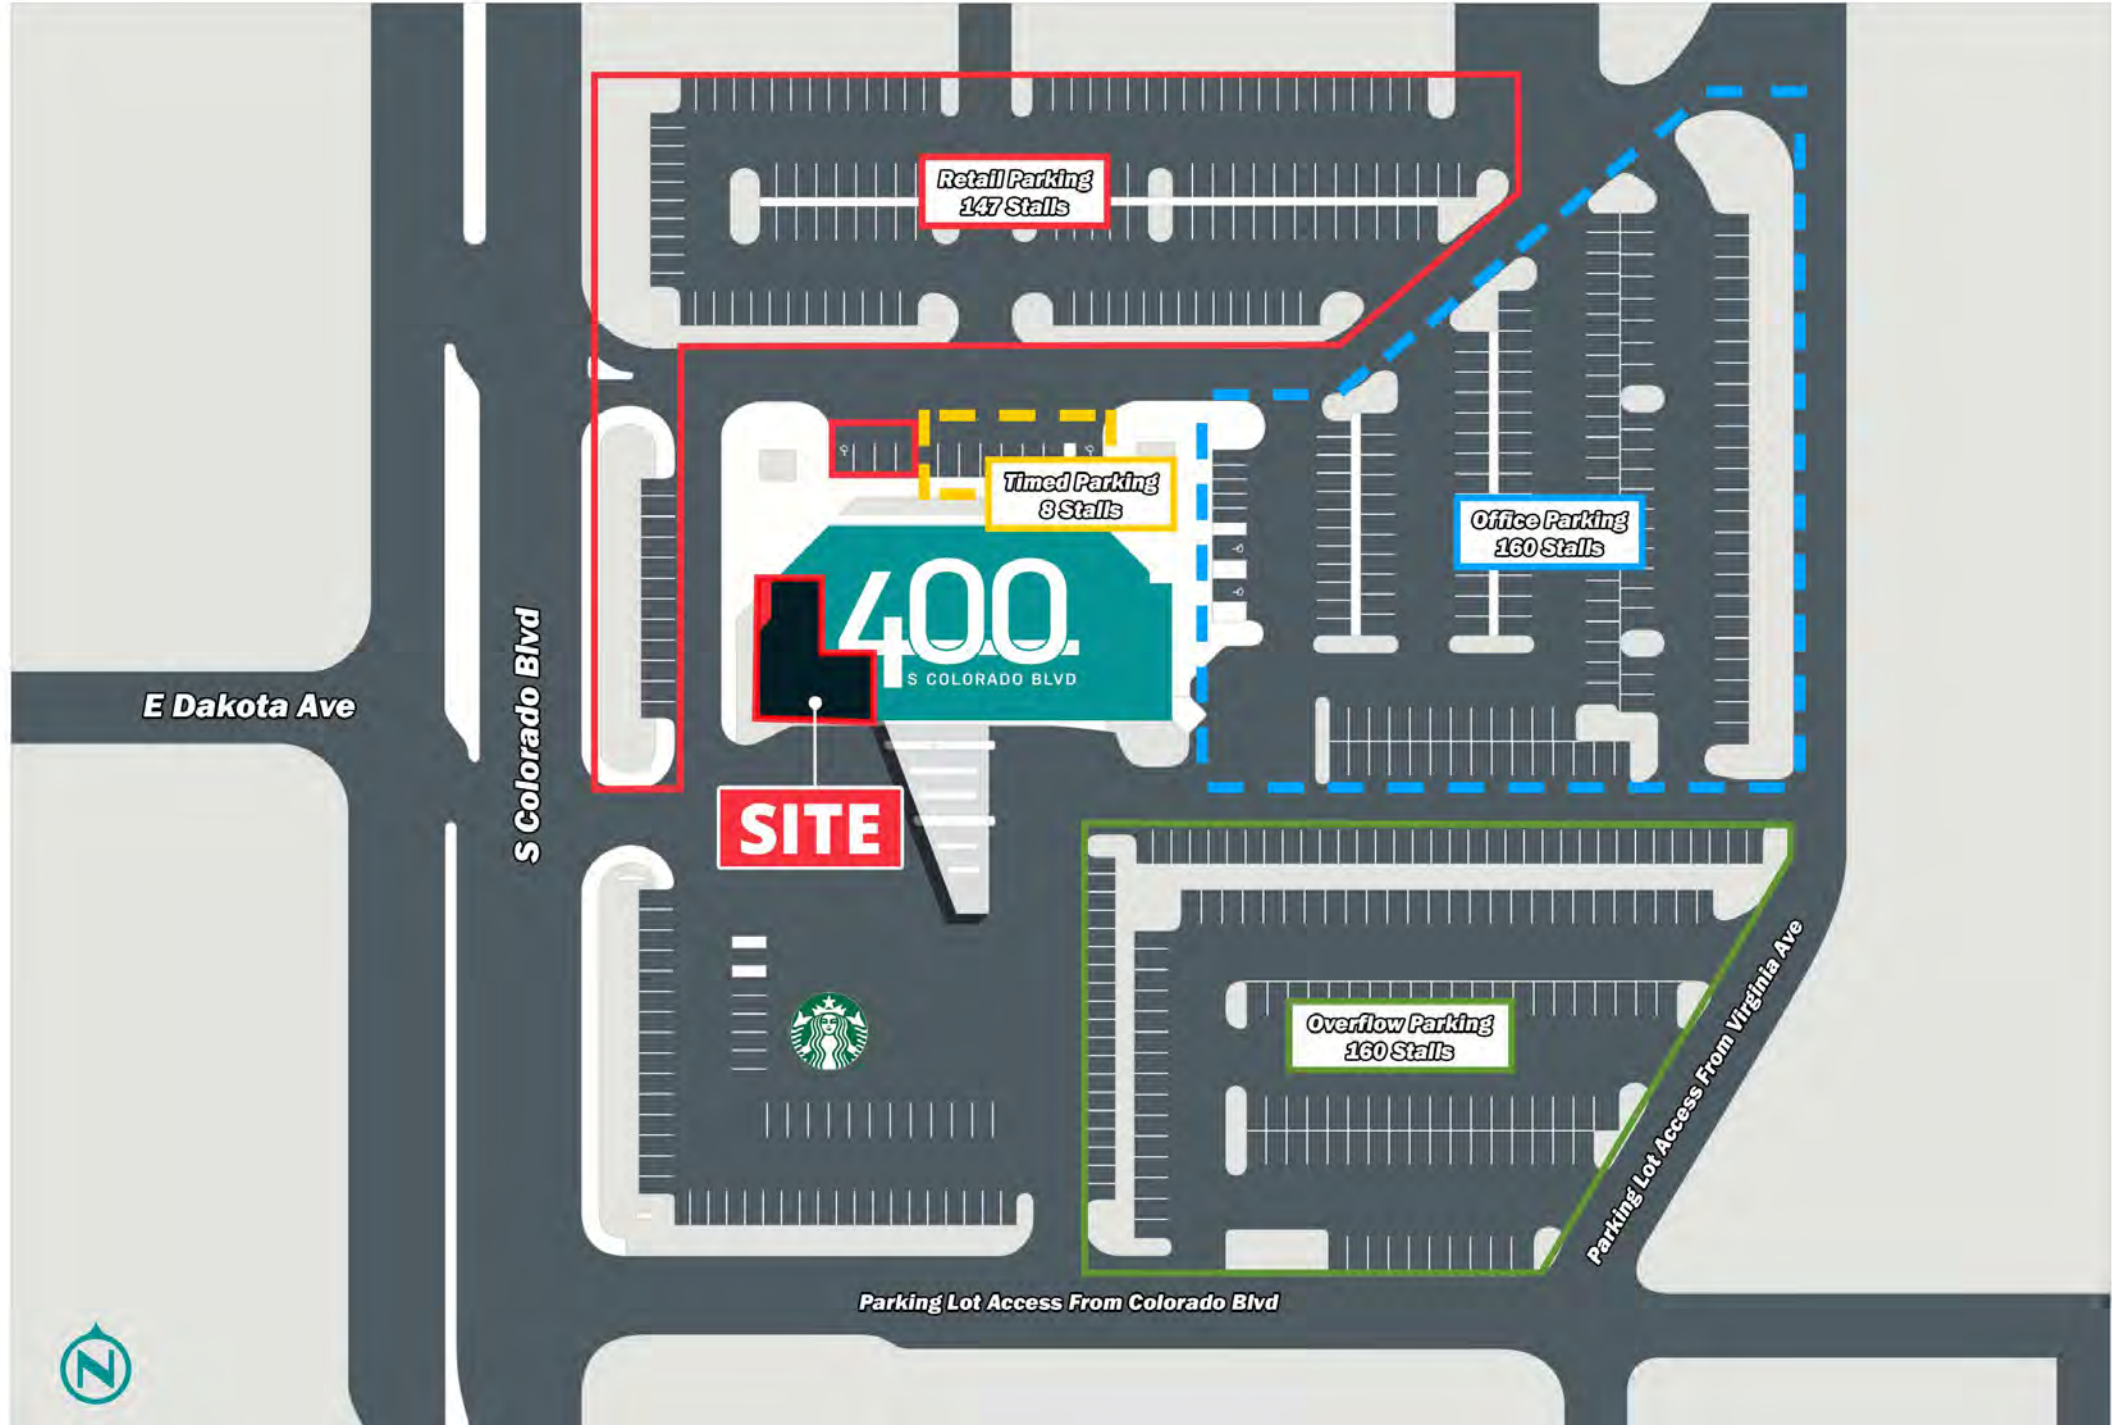 Retail Parking
147 Stalls
Timed Parking
8 Stalls
Office Parking
160 Stalls
400
S COLORADO BLVD
E Dakota Ave
S Colorado Blvd
SITE
Overflow Parking
160 Stalls
Parking Lot Access From Virginia Ave
Parking Lot Access From Colorado Blvd
N